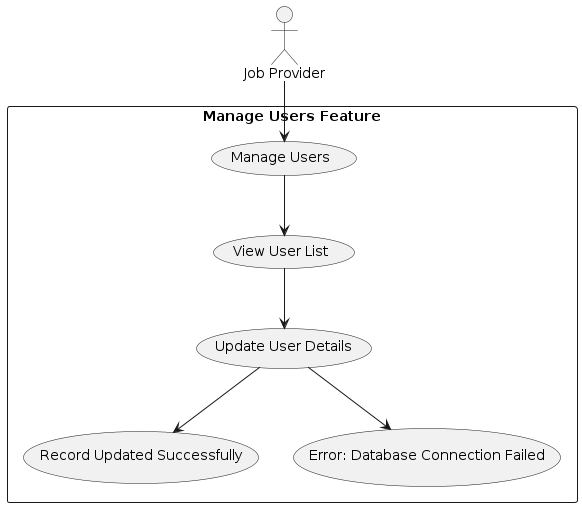 Job Provider
Manage Users Feature
Manage Users
View User List
Update User Details
Record Updated Successfully
Error: Database Connection Failed